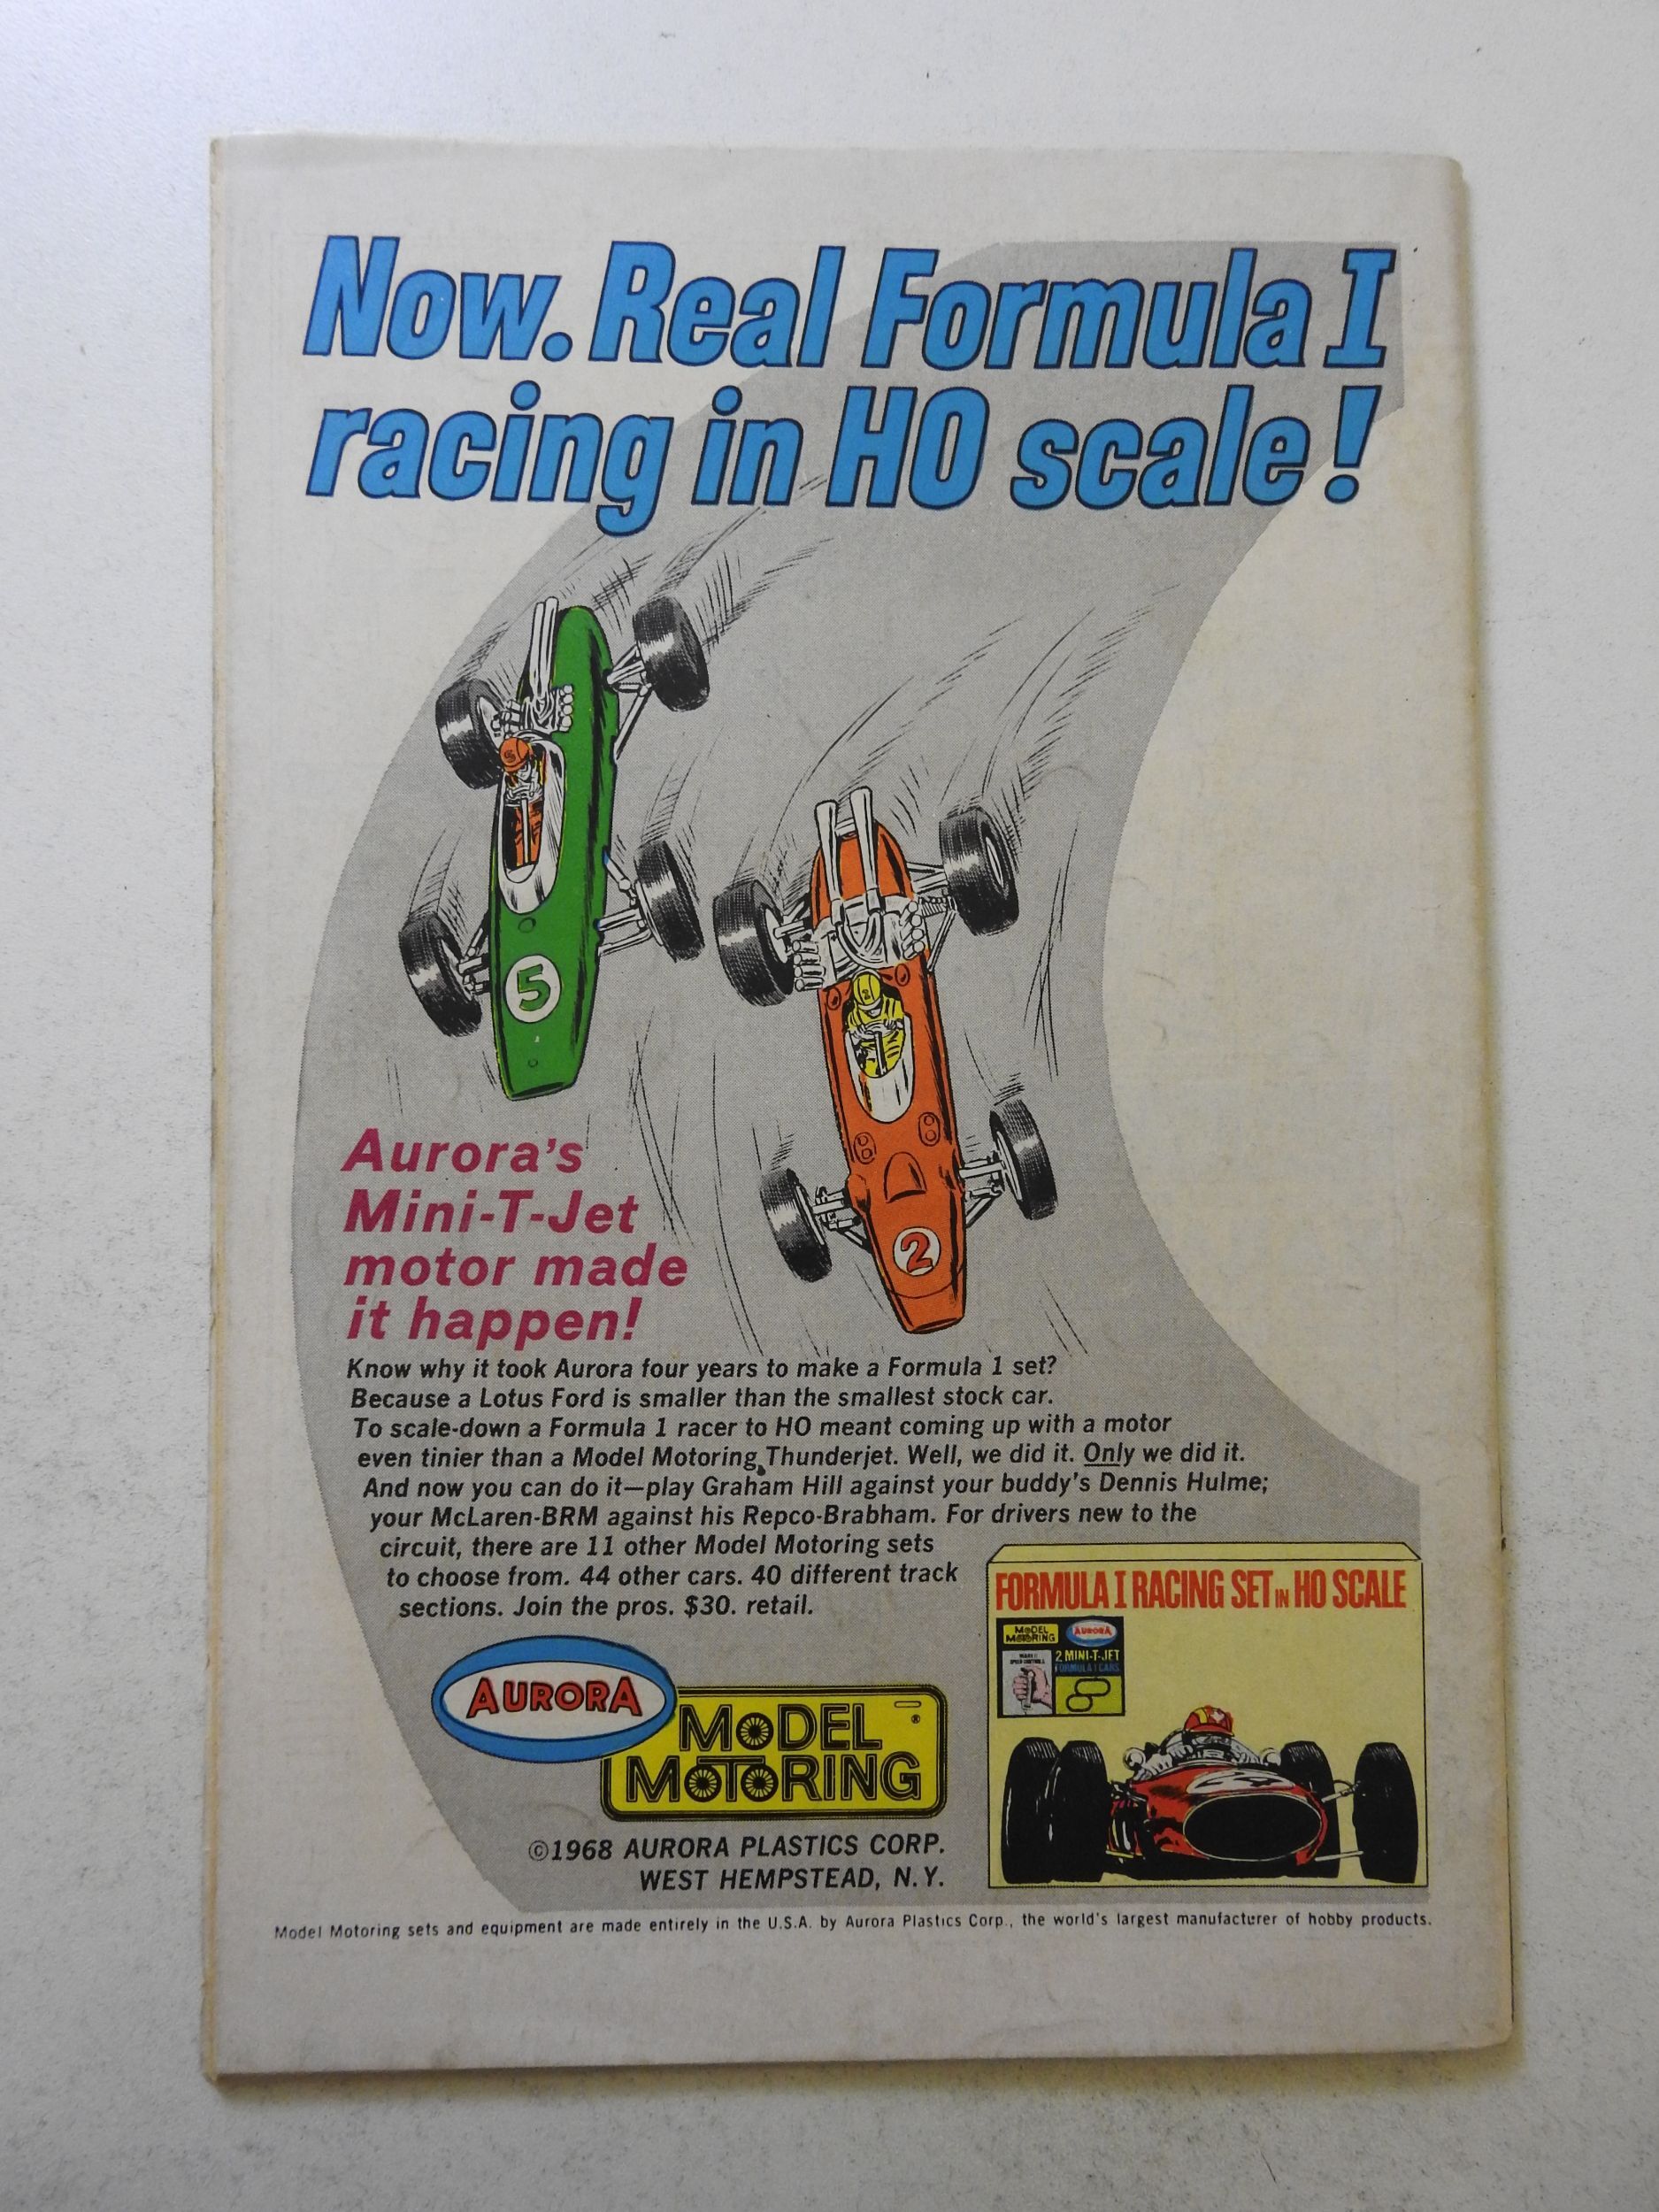 Now. Real Formula I
racing in HO scale!
5
2
Aurora's
Mini-T-Jet
motor made
it happen!
Know why it took Aurora four years to make a Formula 1 set?
Because a Lotus Ford is smaller than the smallest stock car.
To scale-down a Formula 1 racer to HO meant coming up with a motor
even tinier than a Model Motoring Thunderjet. Well, we did it. Only we did it.
And now you can do it—play Graham Hill against your buddy's Dennis Hulme;
your McLaren-BRM against his Repco-Brabham. For drivers new to the
circuit, there are 11 other Model Motoring sets
to choose from. 44 other cars. 40 different track
sections. Join the pros. $30. retail.
FORMULA I RACING SET IN HO SCALE
MODEL MOTORING
AURORA
2 MINI-T-JET
FORMULA I CARS
AURORA
MODEL
MOTORING
®
©1968 AURORA PLASTICS CORP.
WEST HEMPSTEAD, N.Y.
Model Motoring sets and equipment are made entirely in the U.S.A. by Aurora Plastics Corp., the world's largest manufacturer of hobby products.